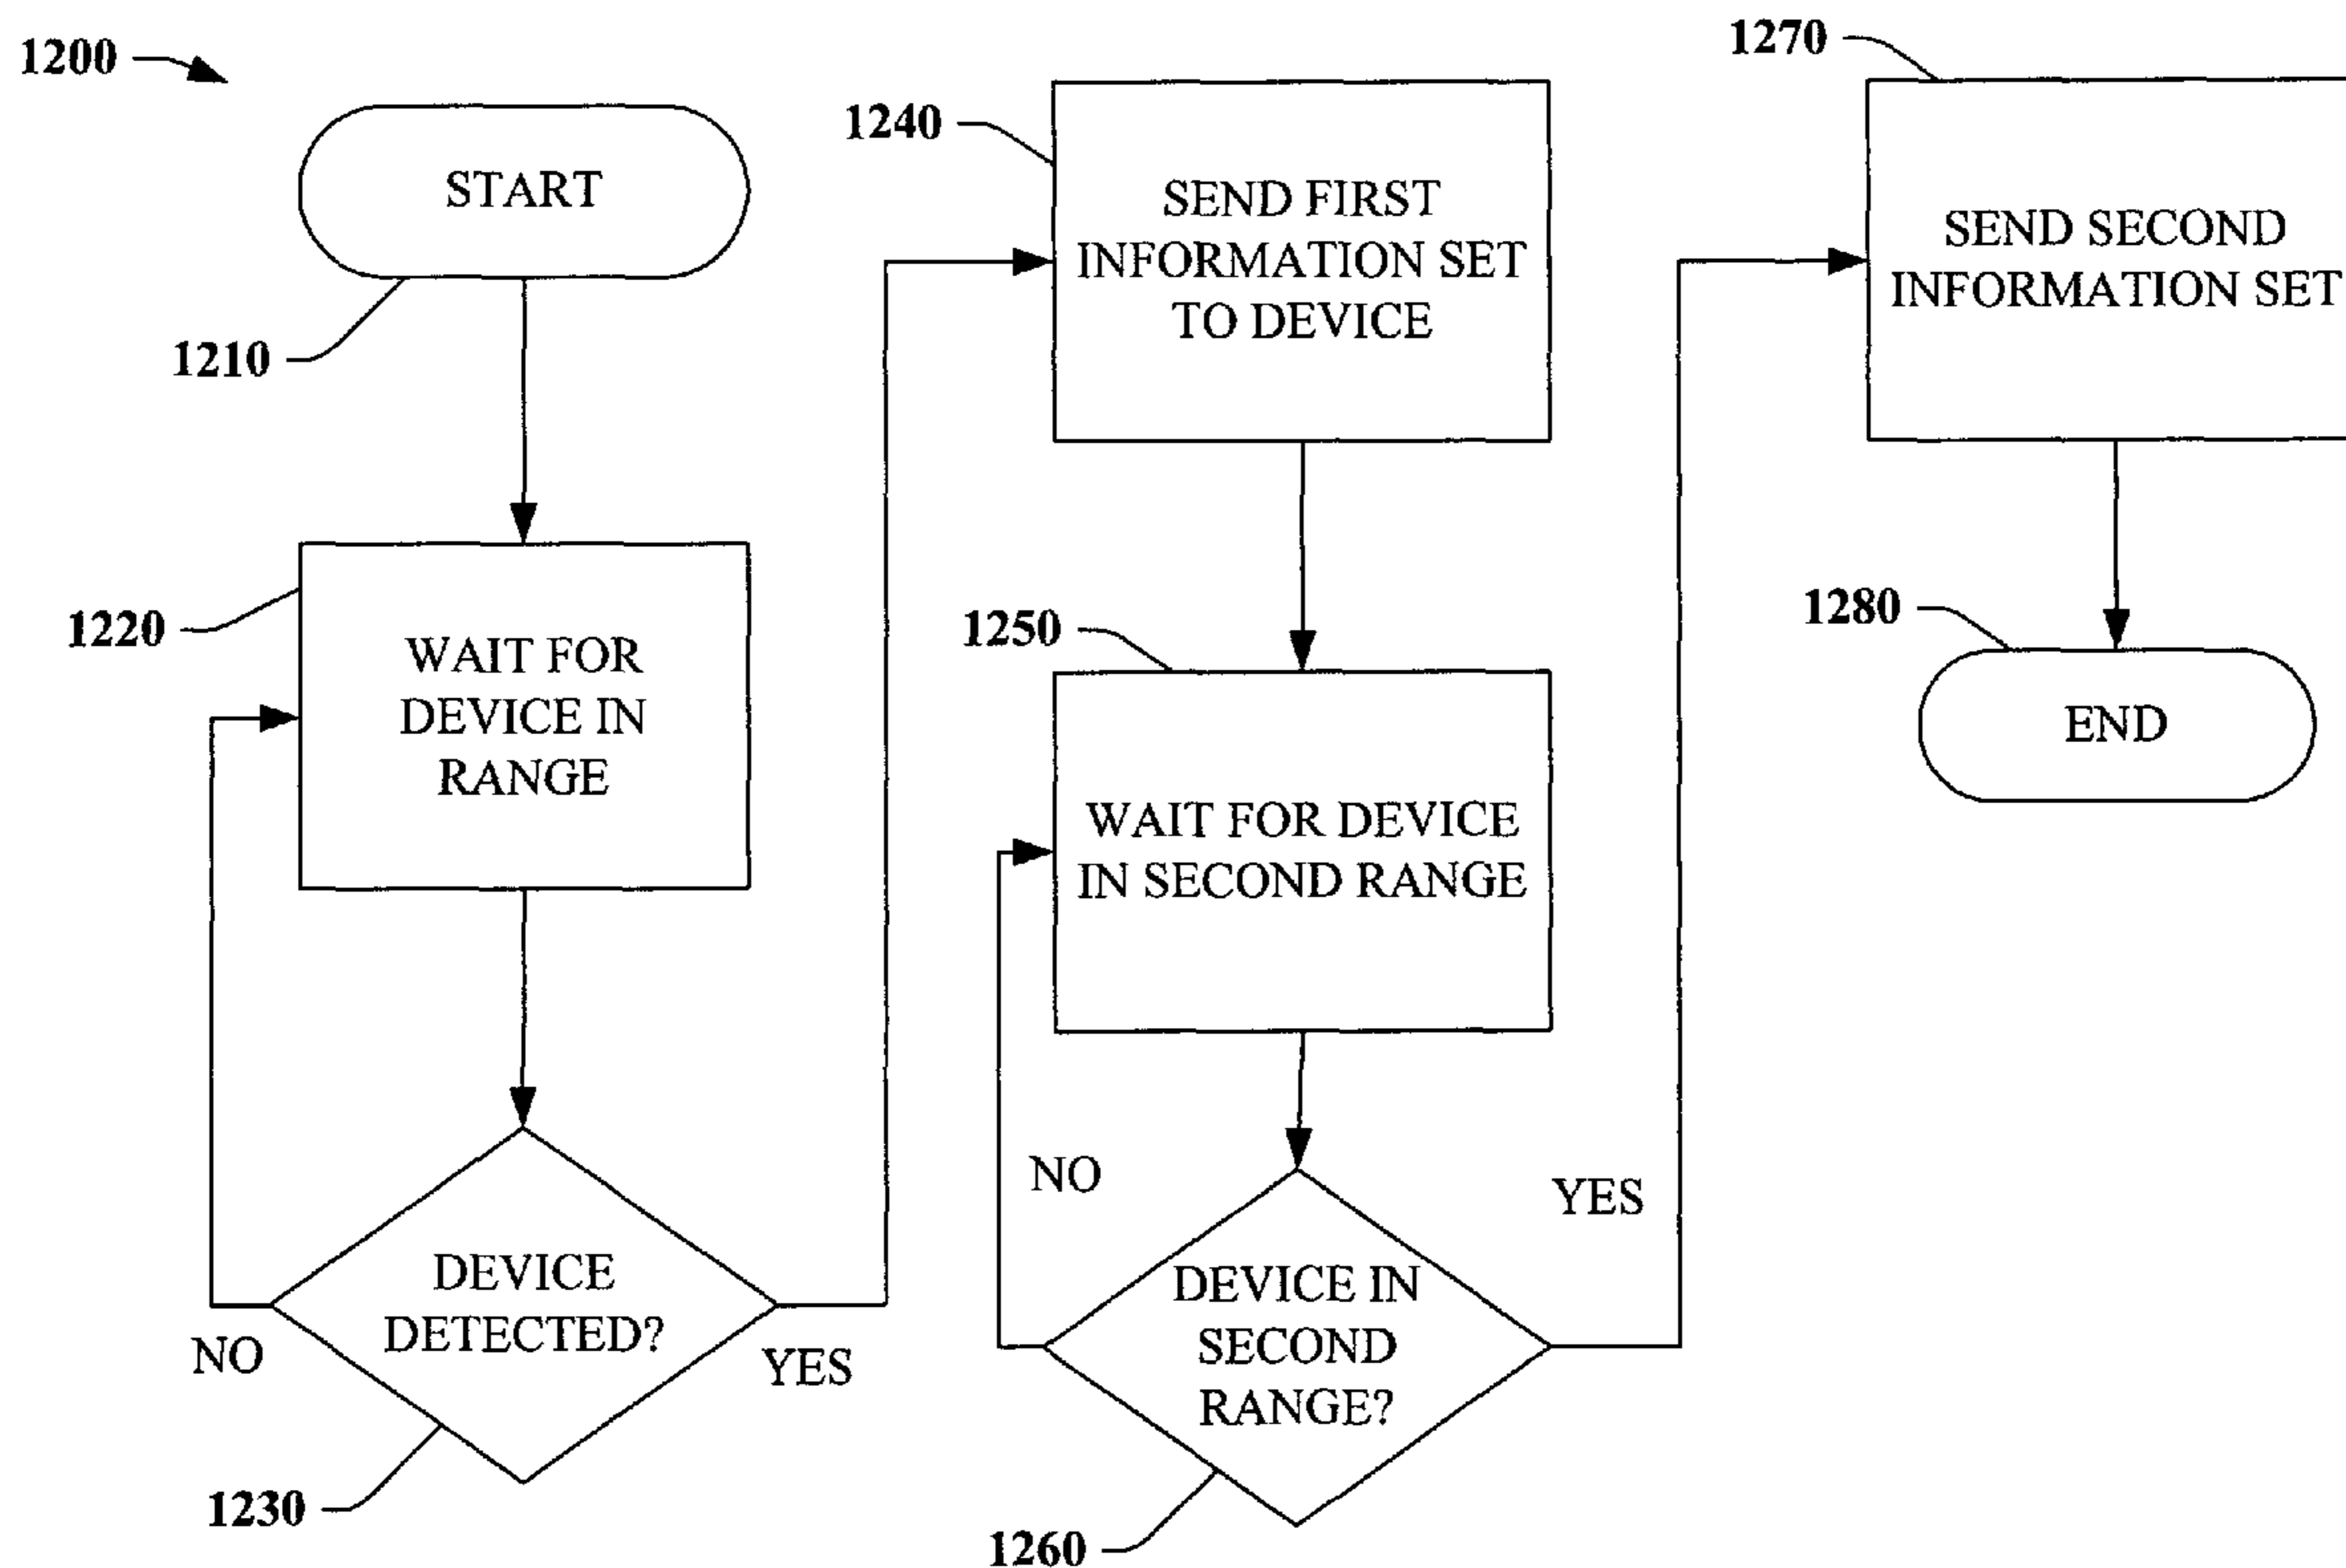 1200
START
1210
1220
WAIT FOR
DEVICE IN
RANGE
DEVICE
DETECTED?
NO
YES
1230
1240
SEND FIRST
INFORMATION SET
TO DEVICE
1250
WAIT FOR DEVICE
IN SECOND RANGE
NO
YES
DEVICE IN
SECOND
RANGE?
1260
1270
SEND SECOND
INFORMATION SET
1280
END